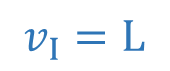 𝑣_I = L